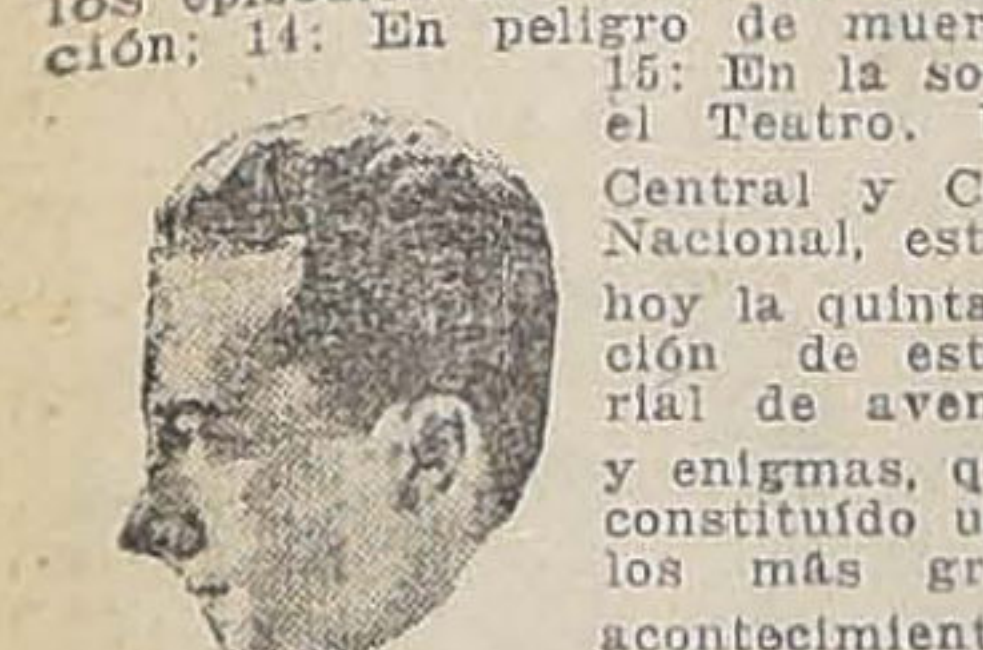 los
ción; 14: En peligro de muer
15: En la so
el Teatro.
Central y C
Nacional, est
hoy la quinta
ción de est
rial de aven
y enigmas, q
constituído u
los más gr
acontecimient